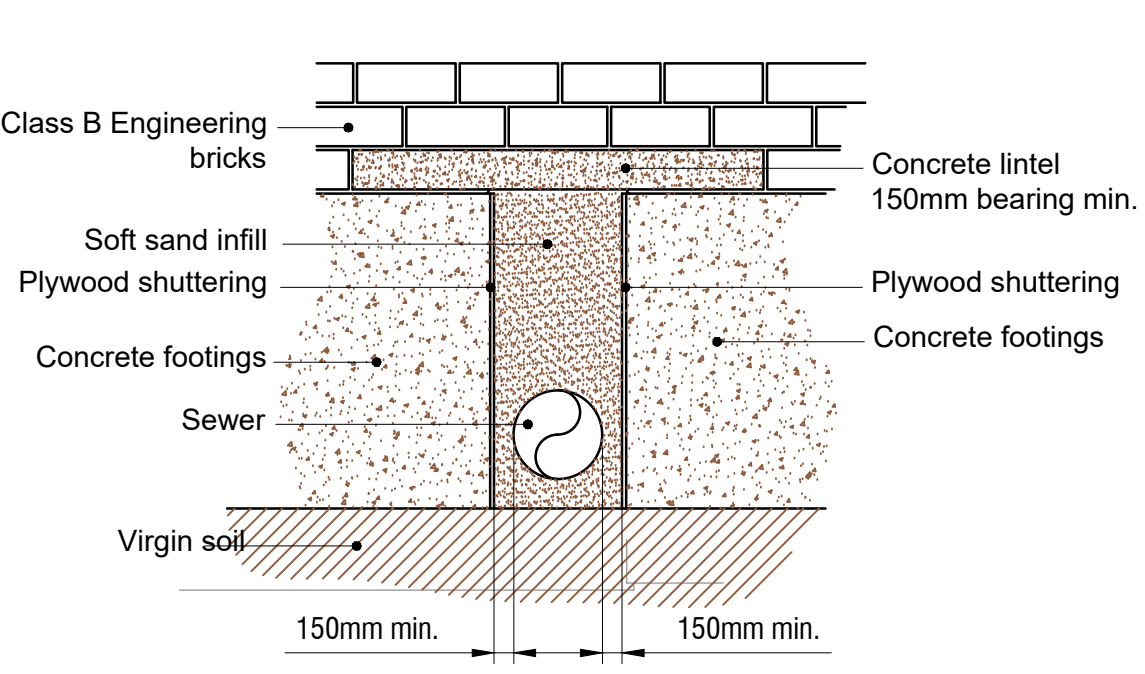 Class B Engineering
bricks
Concrete lintel
150mm bearing min.
Soft sand infill
Plywood shuttering
Plywood shuttering
Concrete footings
Concrete footings
Sewer
Virgin soil
150mm min.
150mm min.